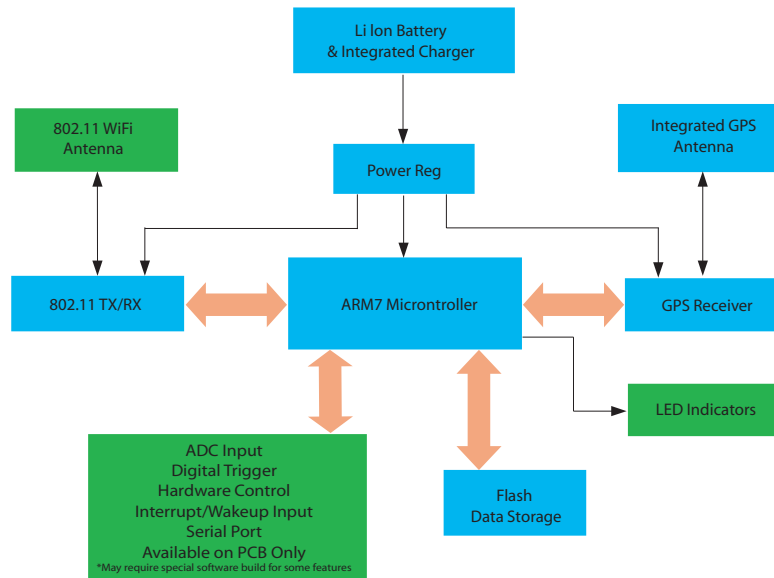 Li Ion Battery
& Integrated Charger
802.11 WiFi
Antenna
Integrated GPS
Antenna
Power Reg
802.11 TX/RX
ARM7 Microntroller
GPS Receiver
LED Indicators
ADC Input
Digital Trigger
Hardware Control
Interrupt/Wakeup Input
Serial Port
Available on PCB Only
*May require special software build for some features
Flash
Data Storage